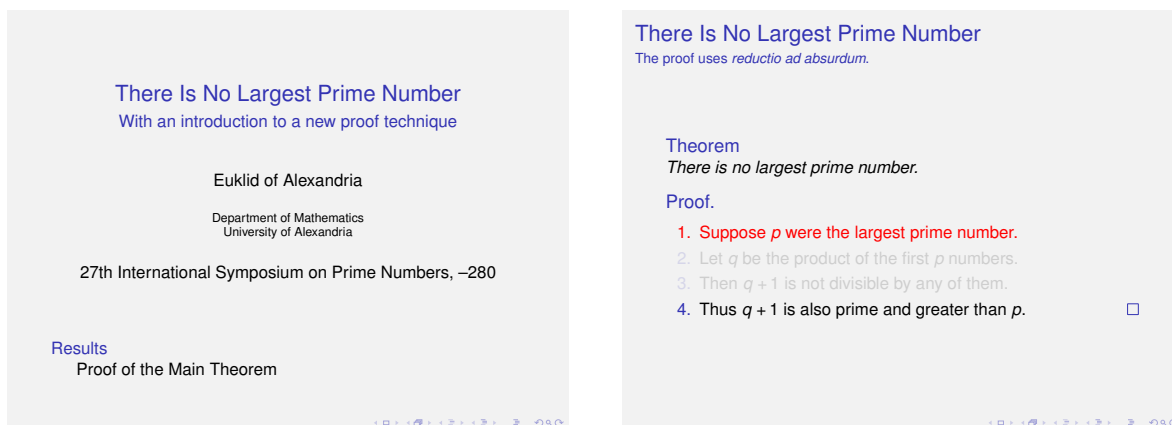 There Is No Largest Prime Number
With an introduction to a new proof technique
Euklid of Alexandria
Department of Mathematics
University of Alexandria
27th International Symposium on Prime Numbers, –280
Results
Proof of the Main Theorem
There Is No Largest Prime Number
The proof uses reductio ad absurdum.
Theorem
There is no largest prime number.
Proof.
1. Suppose p were the largest prime number.
2. Let q be the product of the first p numbers.
3. Then q + 1 is not divisible by any of them.
4. Thus q + 1 is also prime and greater than p.